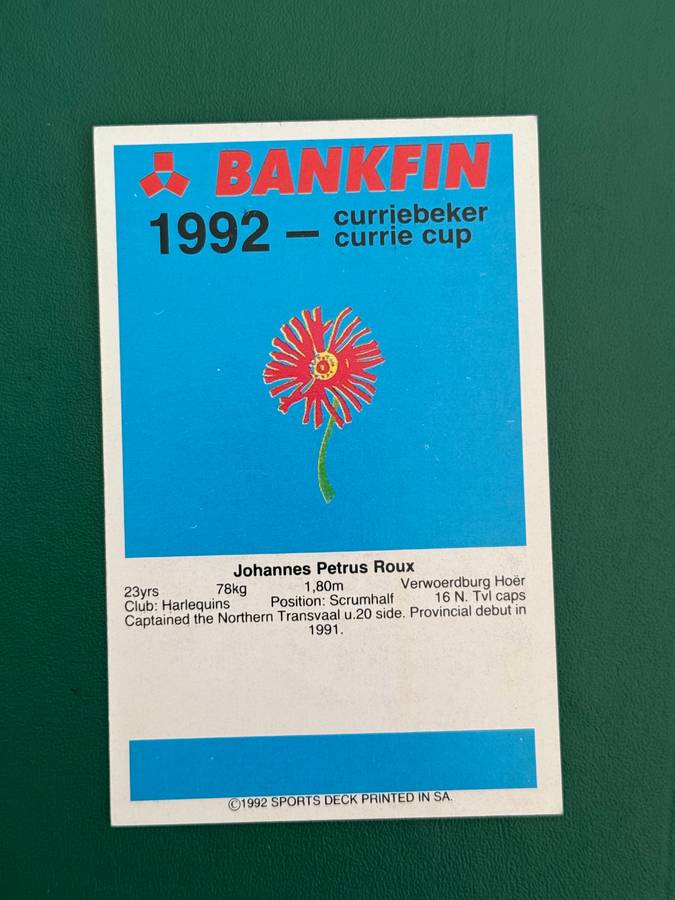 BANKFIN
1992 – curriebeker
currie cup
Johannes Petrus Roux
23yrs 78kg 1,80m Verwoerdburg Hoër
Club: Harlequins Position: Scrumhalf 16 N. Tvl caps
Captained the Northern Transvaal u.20 side. Provincial debut in
1991.
©1992 SPORTS DECK PRINTED IN SA.